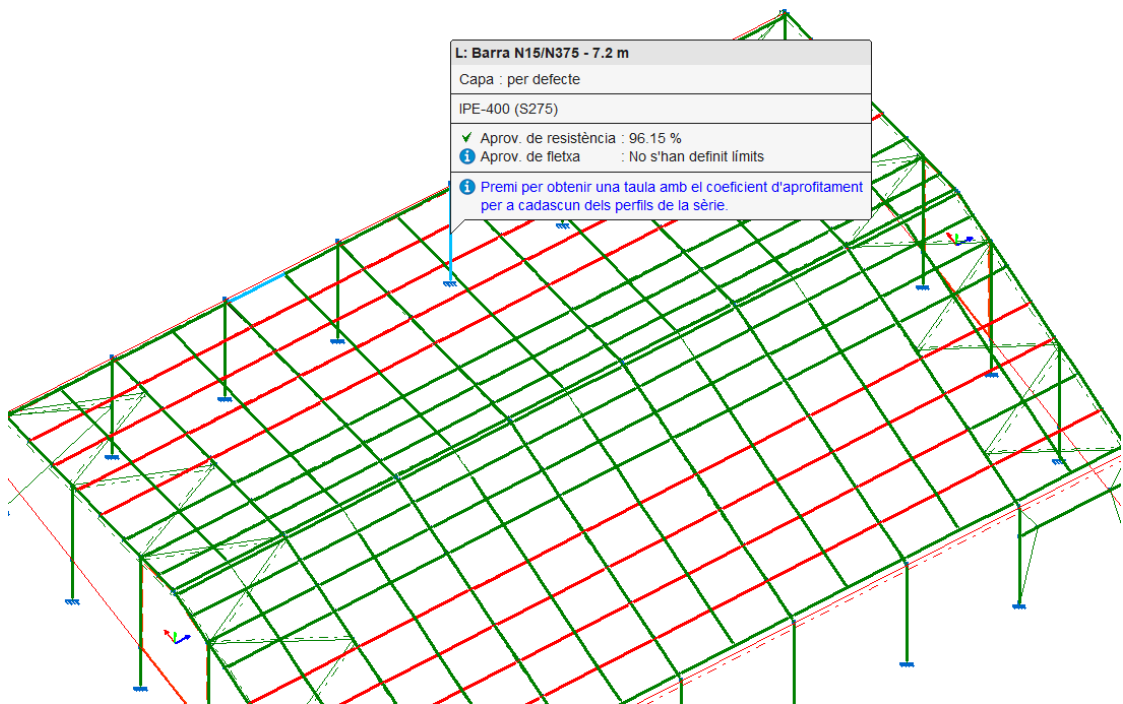 L: Barra N15/N375 - 7.2 m
Capa : per defecte
IPE-400 (S275)
Aprov. de resistència : 96.15 %
Aprov. de fletxa : No s'han definit límits
Premi per obtenir una taula amb el coeficient d'aprofitament
per a cadascun dels perfils de la sèrie.